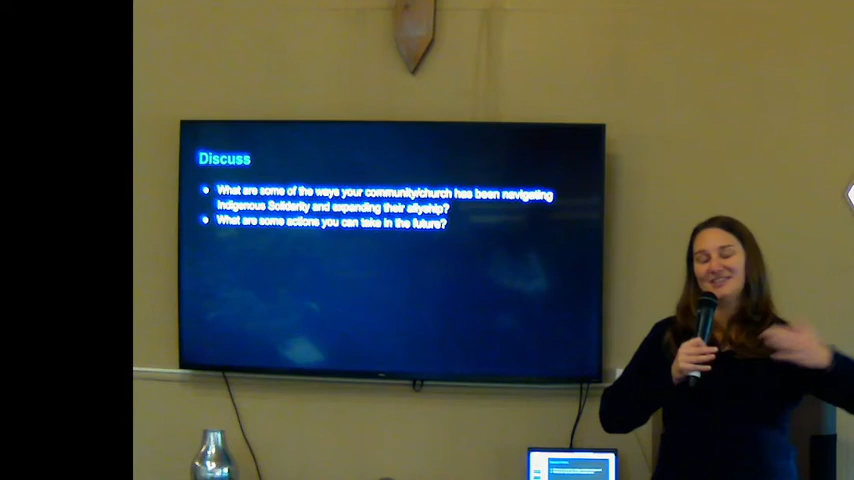 Discuss
• What are some of the ways your community/church has been navigating
Indigenous Solidarity and expanding their allyship?
• What are some actions you can take in the future?